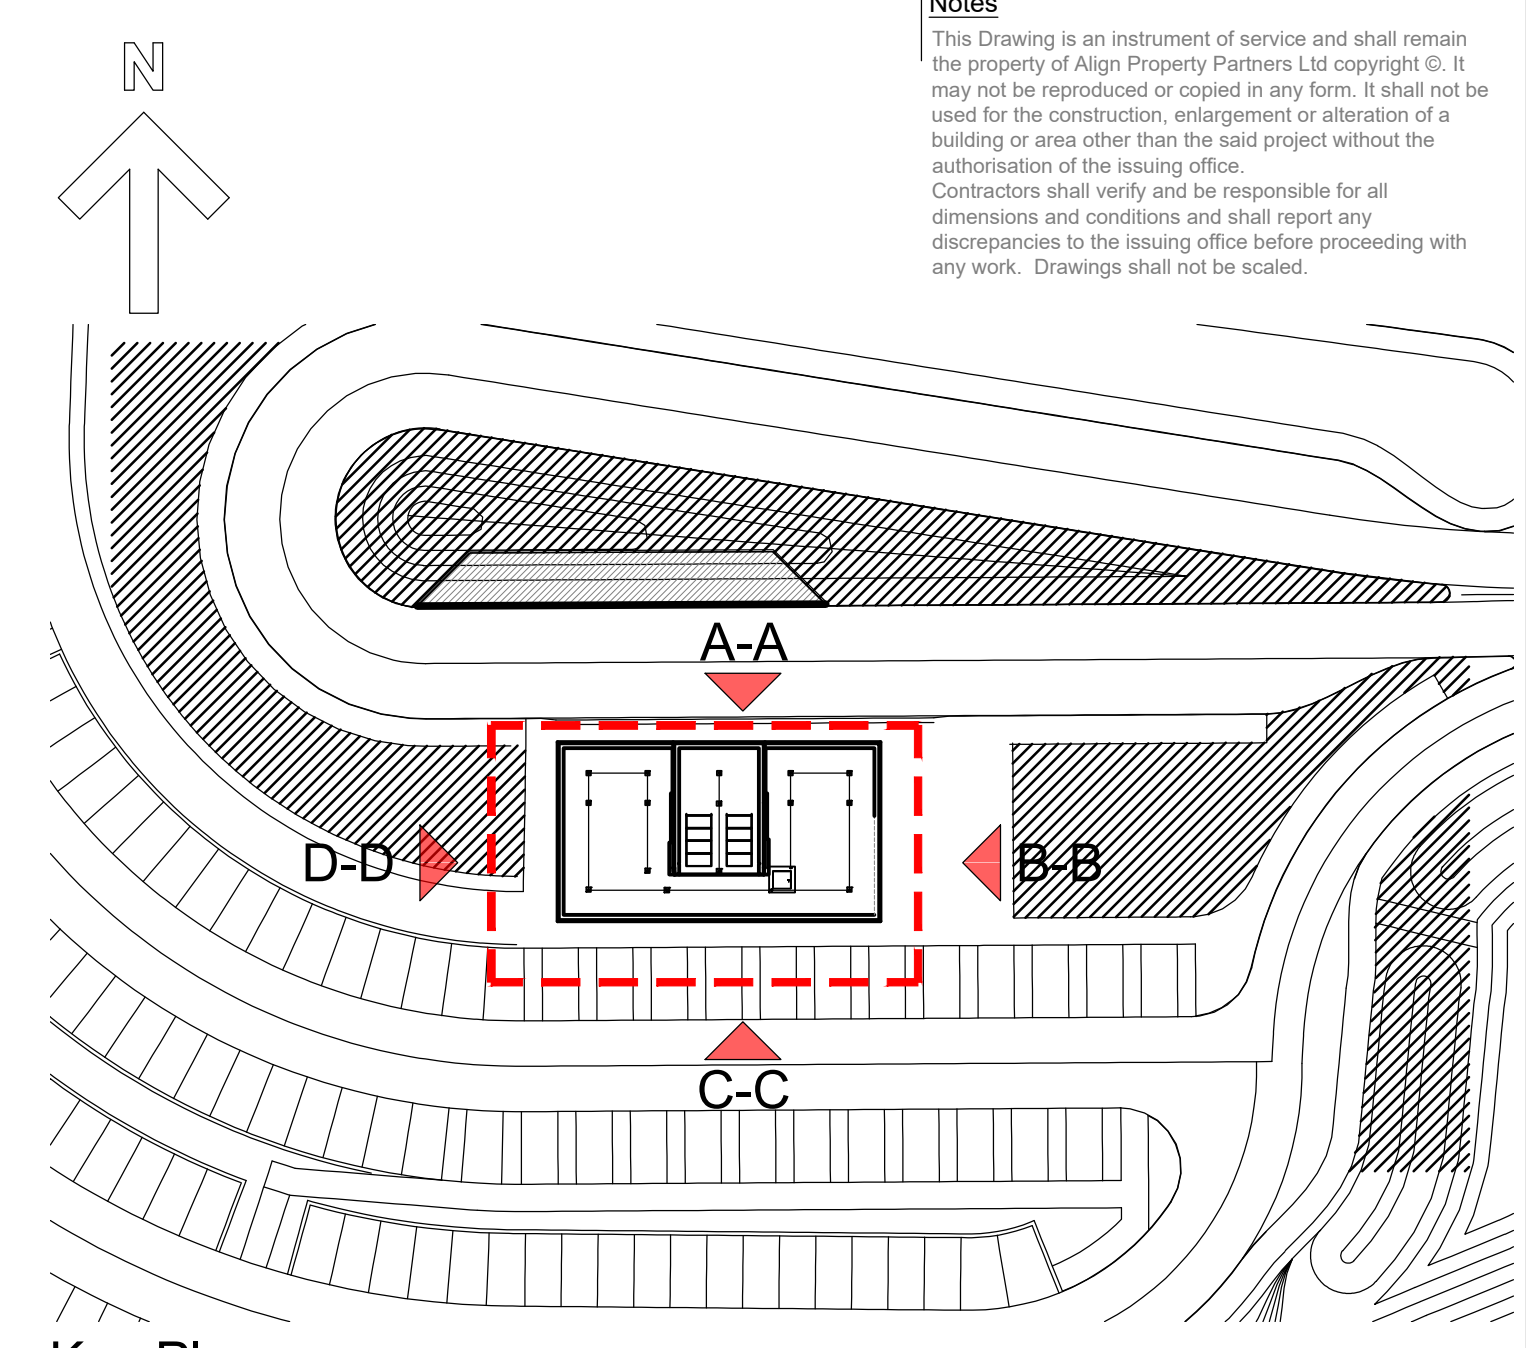 Notes
This Drawing is an instrument of service and shall remain
the property of Align Property Partners Ltd copyright ©. It
may not be reproduced or copied in any form. It shall not be
used for the construction, enlargement or alteration of a
building or area other than the said project without the
authorisation of the issuing office.
Contractors shall verify and be responsible for all
dimensions and conditions and shall report any
discrepancies to the issuing office before proceeding with
any work.  Drawings shall not be scaled.
N
A-A
D-D
B-B
C-C